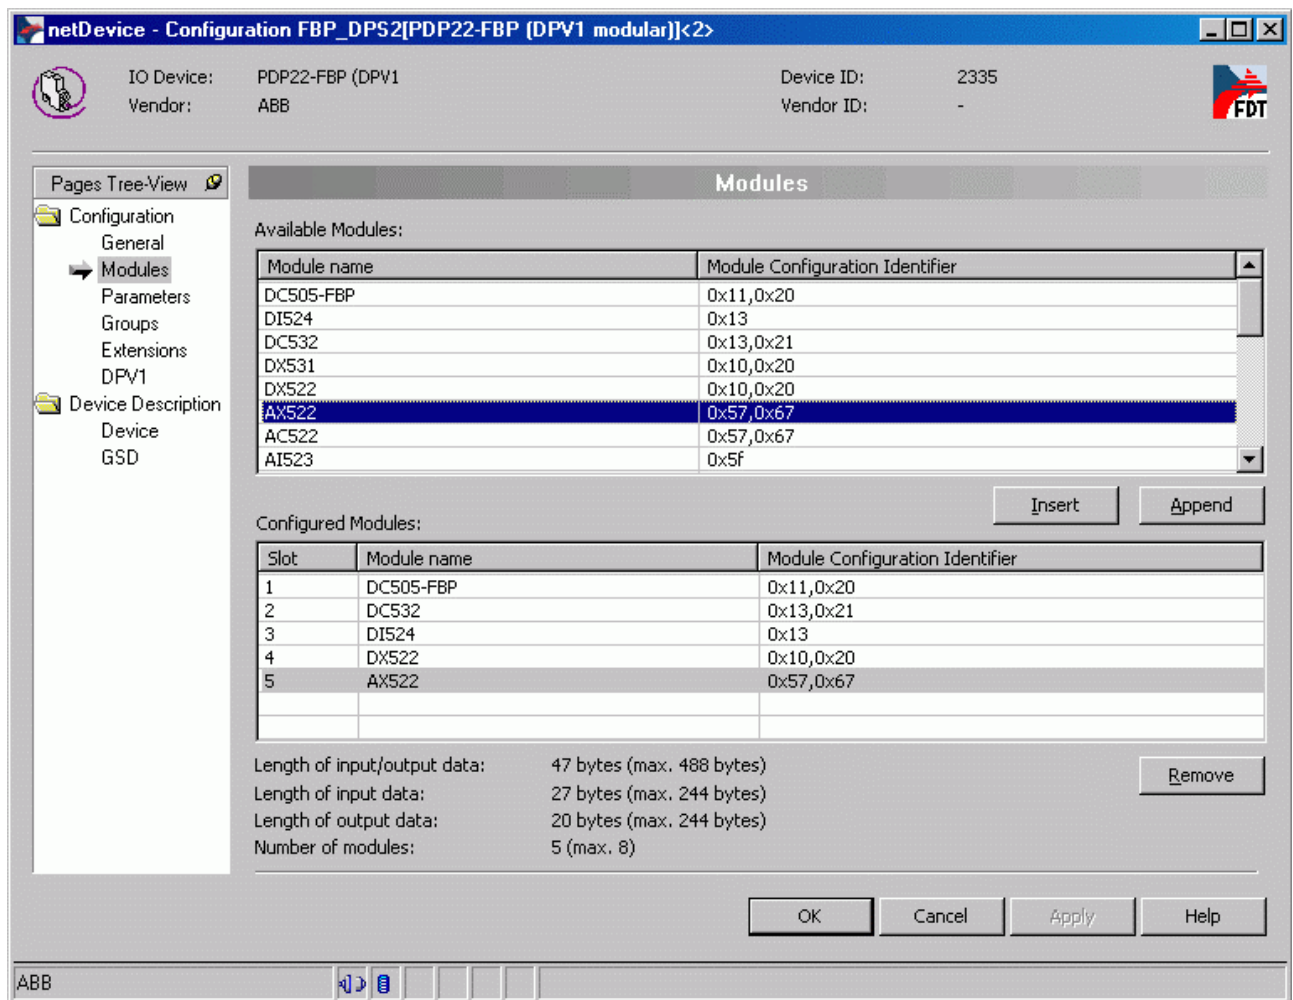 netDevice - Configuration FBP_DPS2[PDP22-FBP (DPV1 modular)]<2>
IO Device: PDP22-FBP (DPV1 Device ID: 2335
Vendor: ABB Vendor ID: -
FDT
Pages Tree-View
Configuration
General
Modules
Parameters
Groups
Extensions
DPV1
Device Description
Device
GSD
Modules
Available Modules:
Module name Module Configuration Identifier
DC505-FBP 0x11,0x20
DI524 0x13
DC532 0x13,0x21
DX531 0x10,0x20
DX522 0x10,0x20
AX522 0x57,0x67
AC522 0x57,0x67
AI523 0x5f
Insert Append
Configured Modules:
Slot Module name Module Configuration Identifier
1 DC505-FBP 0x11,0x20
2 DC532 0x13,0x21
3 DI524 0x13
4 DX522 0x10,0x20
5 AX522 0x57,0x67
Length of input/output data: 47 bytes (max. 488 bytes)
Remove
Length of input data: 27 bytes (max. 244 bytes)
Length of output data: 20 bytes (max. 244 bytes)
Number of modules: 5 (max. 8)
OK Cancel Apply Help
ABB